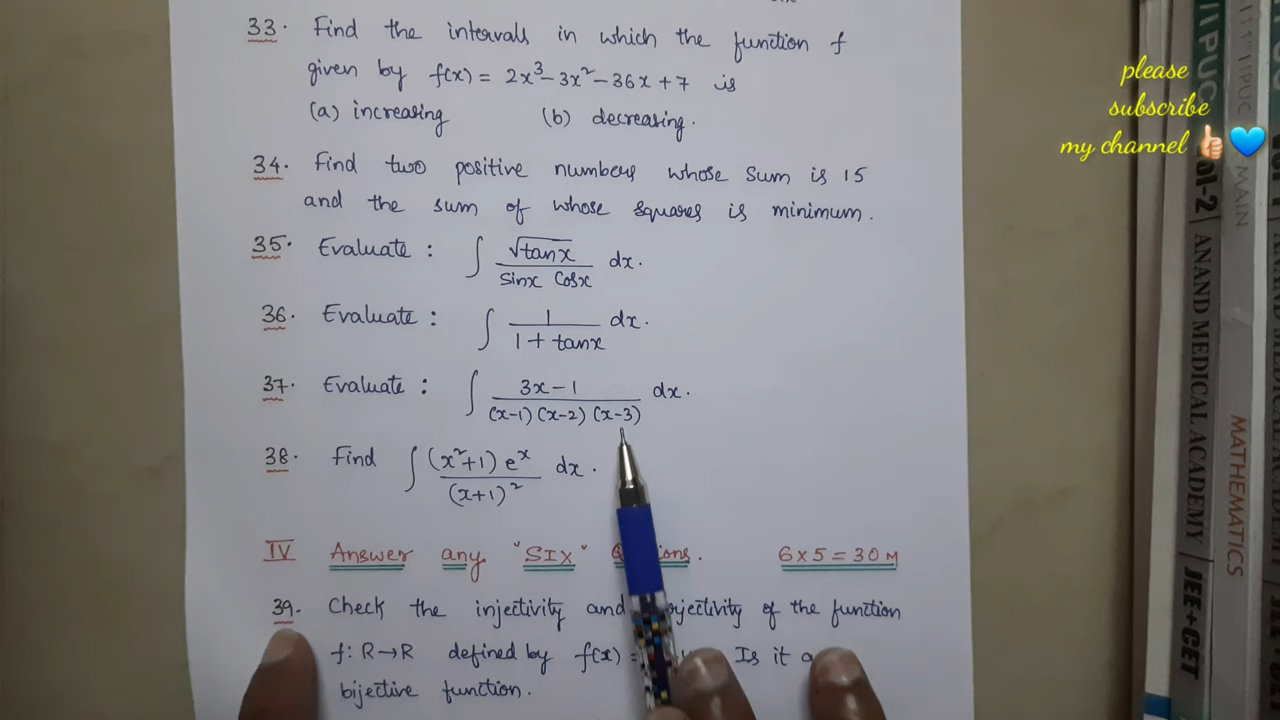 33. Find the intervals in which the function f
given by f(x) = 2x³-3x²-36x+7 is
(a) increasing (b) decreasing.
34. Find two positive numbers whose sum is 15
and the sum of whose squares is minimum.
35. Evaluate : ∫ √tanx / sinx cosx dx.
36. Evaluate : ∫ 1 / 1 + tanx dx.
37. Evaluate : ∫ 3x-1 / (x-1) (x-2) (x-3) dx.
38. Find ∫ (x²+1) eˣ / (x+1)² dx.
IV Answer any "SIX" 6x5=30M
39. Check the injectivity and of the function
f: R→R defined by f(x) = Is it
bijective function.
please
subscribe
my channel 👍🏻💙
ANAND MEDICAL ACADEMY JEE+CET
MATHEMATICS
MAIN